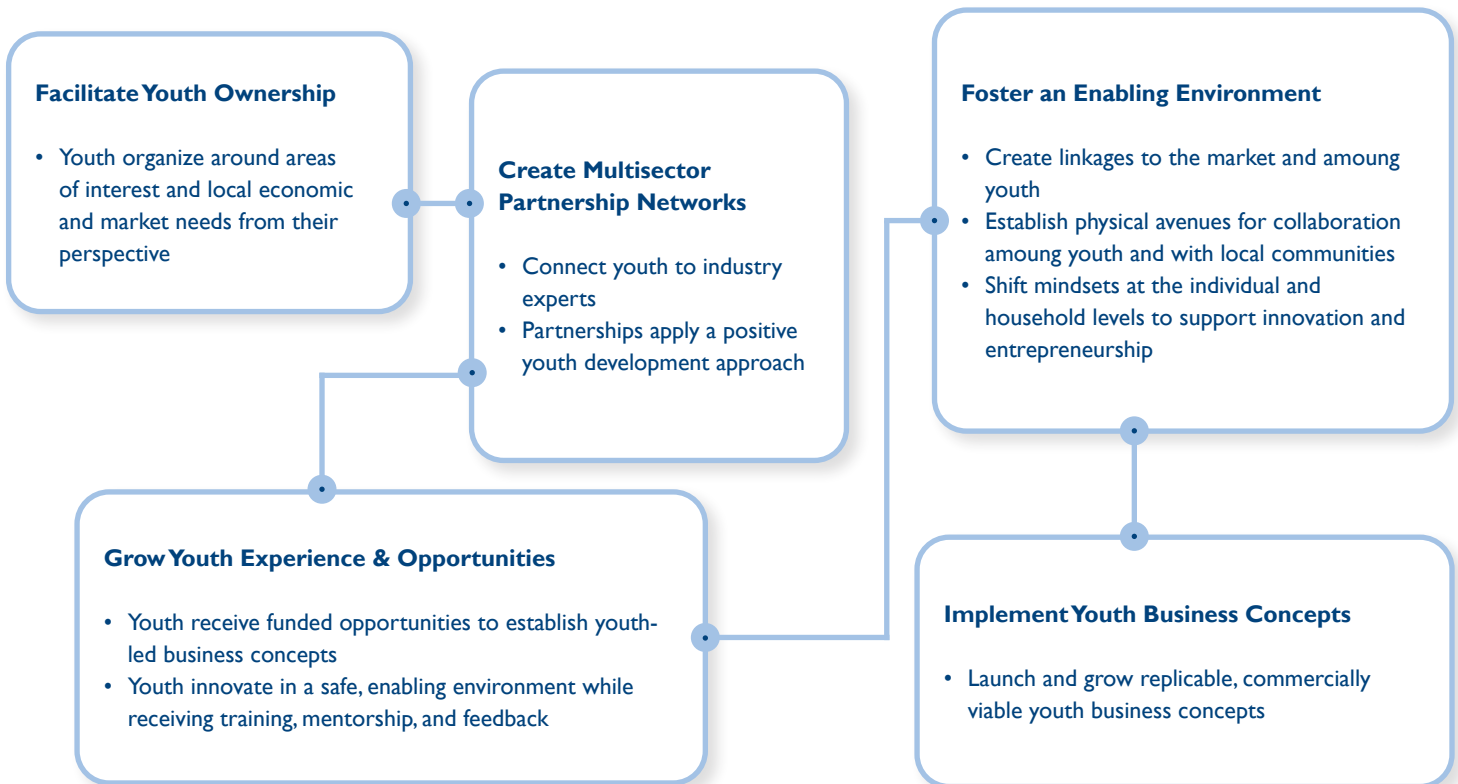 Facilitate Youth Ownership
• Youth organize around areas
of interest and local economic
and market needs from their
perspective
Create Multisector
Partnership Networks
• Connect youth to industry
experts
• Partnerships apply a positive
youth development approach
Grow Youth Experience & Opportunities
• Youth receive funded opportunities to establish youth-
led business concepts
• Youth innovate in a safe, enabling environment while
receiving training, mentorship, and feedback
Foster an Enabling Environment
• Create linkages to the market and amoung
youth
• Establish physical avenues for collaboration
amoung youth and with local communities
• Shift mindsets at the individual and
household levels to support innovation and
entrepreneurship
Implement Youth Business Concepts
• Launch and grow replicable, commercially
viable youth business concepts